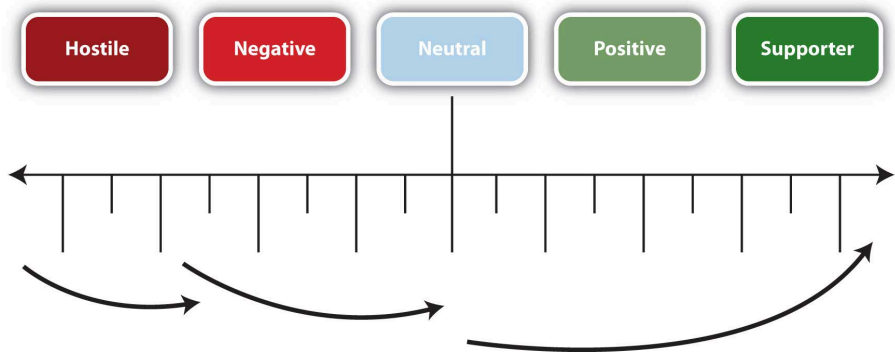 Hostile
Negative
Neutral
Positive
Supporter